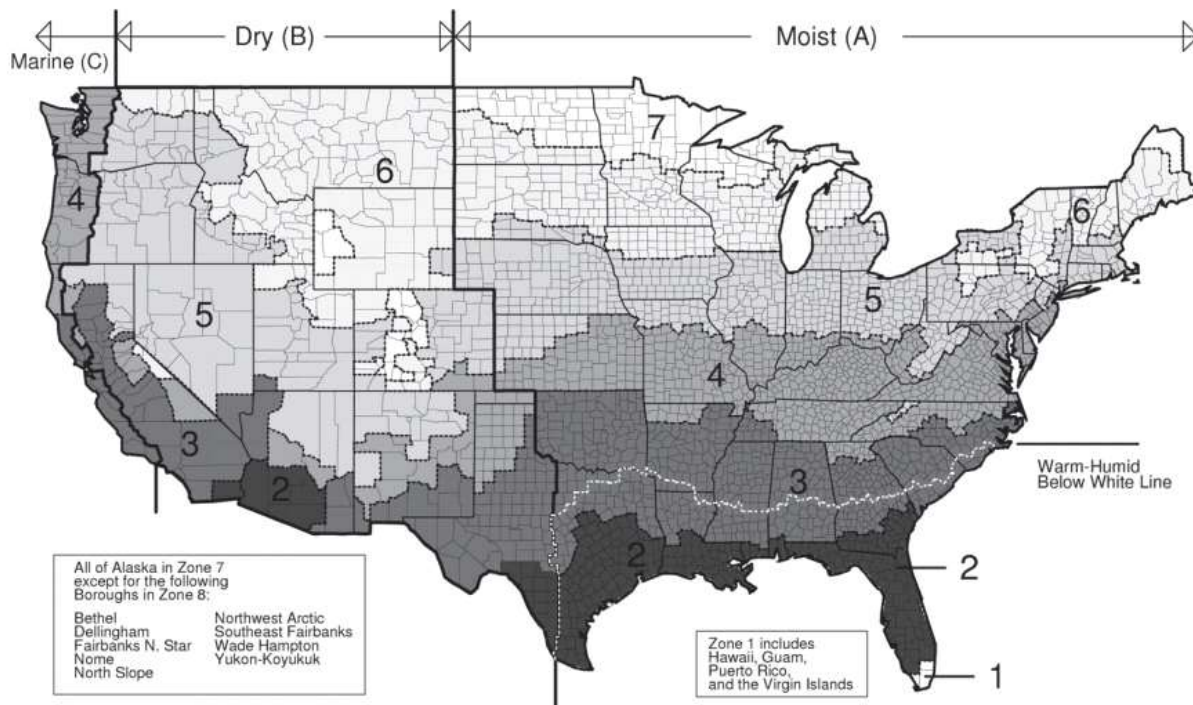 Marine (C)
Dry (B)
Moist (A)
7
6
4
6
5
5
4
3
3
2
2
Warm-Humid
Below White Line
2
1
All of Alaska in Zone 7
except for the following
Boroughs in Zone 8:
Bethel
Dellingham
Fairbanks N. Star
Nome
North Slope
Northwest Arctic
Southeast Fairbanks
Wade Hampton
Yukon-Koyukuk
Zone 1 includes
Hawaii, Guam,
Puerto Rico,
and the Virgin Islands